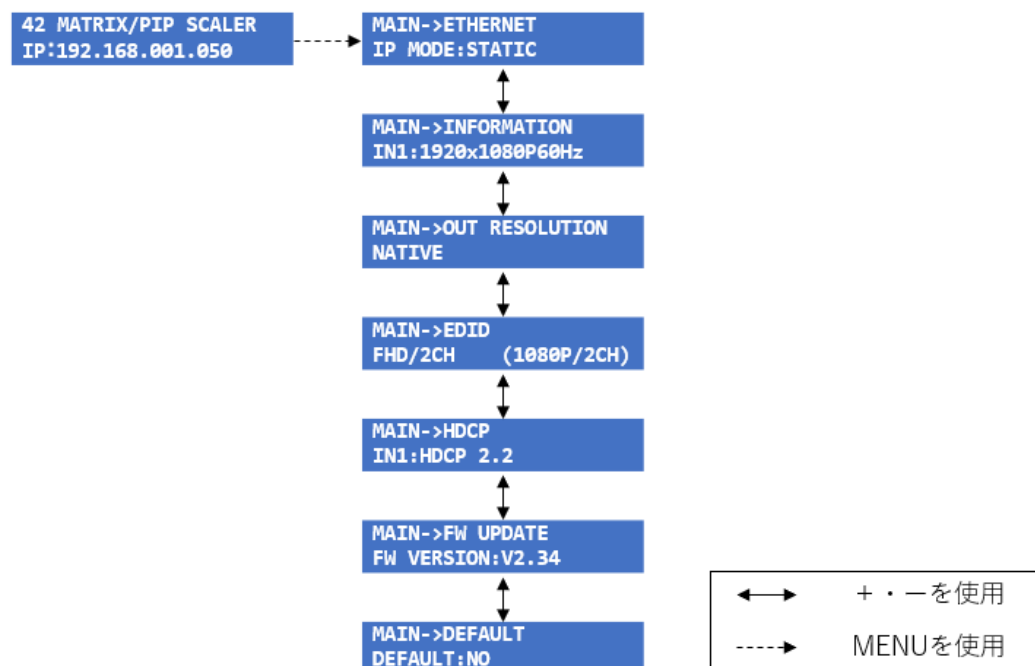 42 MATRIX/PIP SCALER
IP:192.168.001.050
MAIN->ETHERNET
IP MODE:STATIC
MAIN->INFORMATION
IN1:1920x1080P60Hz
MAIN->OUT RESOLUTION
NATIVE
MAIN->EDID
FHD/2CH (1080P/2CH)
MAIN->HDCP
IN1:HDCP 2.2
MAIN->FW UPDATE
FW VERSION:V2.34
MAIN->DEFAULT
DEFAULT:NO
+・ーを使用
MENUを使用